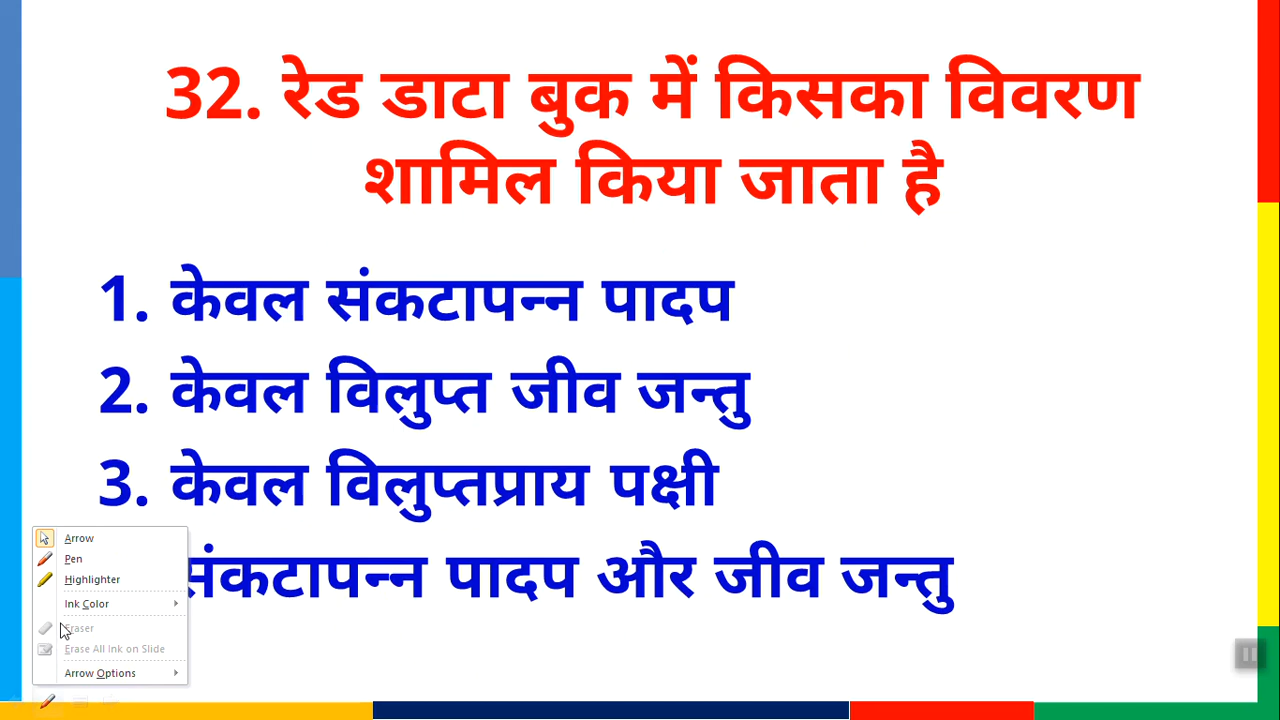 32. रेड डाटा बुक में किसका विवरण
शामिल किया जाता है
1. केवल संकटापन्न पादप
2. केवल विलुप्त जीव जन्तु
3. केवल विलुप्तप्राय पक्षी
संकटापन्न पादप और जीव जन्तु
Arrow
Pen
Highlighter
Ink Color
Eraser
Erase All Ink on Slide
Arrow Options